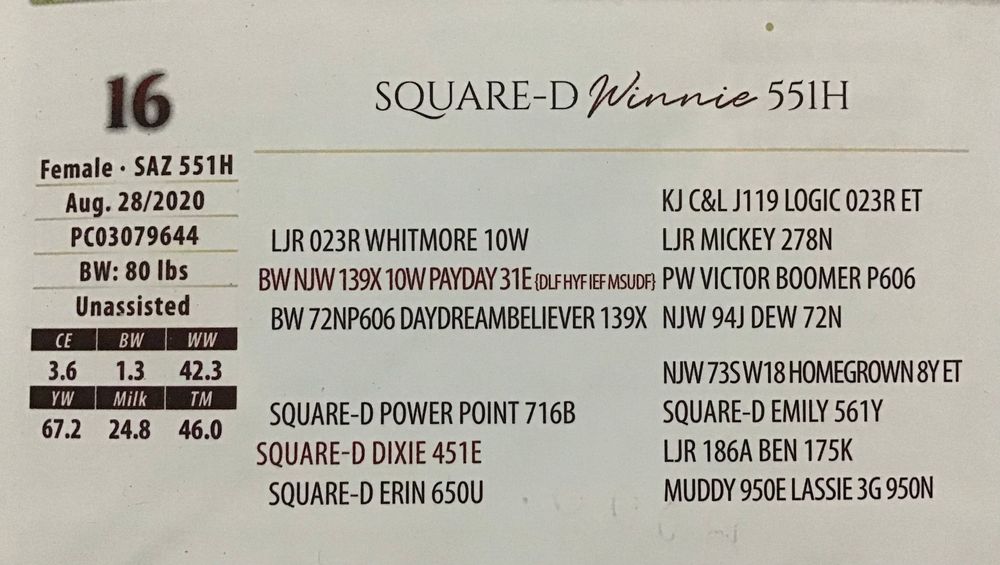 16
SQUARE-D Winnie 551H
Female · SAZ 551H
Aug. 28/2020
PC03079644
BW: 80 lbs
Unassisted
CE BW WW
3.6 1.3 42.3
YW Milk TM
67.2 24.8 46.0
KJ C&L J119 LOGIC 023R ET
LJR 023R WHITMORE 10W
LJR MICKEY 278N
BW NJW 139X 10W PAYDAY 31E {DLF HYF IEF MSUDF}
PW VICTOR BOOMER P606
BW 72NP606 DAYDREAMBELIEVER 139X
NJW 94J DEW 72N
NJW 73S W18 HOMEGROWN 8Y ET
SQUARE-D POWER POINT 716B
SQUARE-D EMILY 561Y
SQUARE-D DIXIE 451E
LJR 186A BEN 175K
SQUARE-D ERIN 650U
MUDDY 950E LASSIE 3G 950N